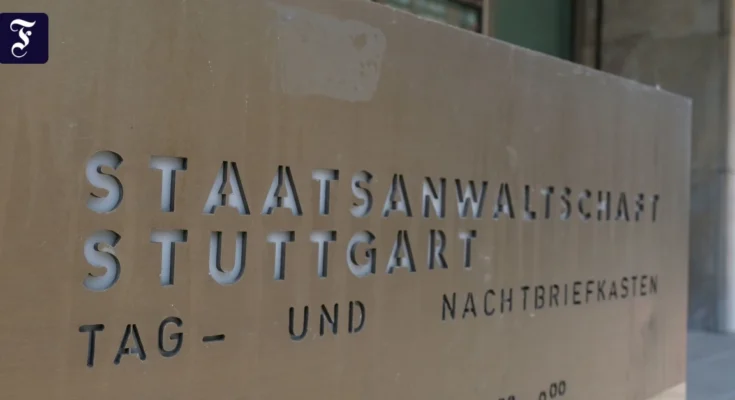 F
STAATSANWALTSCHAFT
STUTTGART
TAG- UND NACHTBRIEFKASTEN